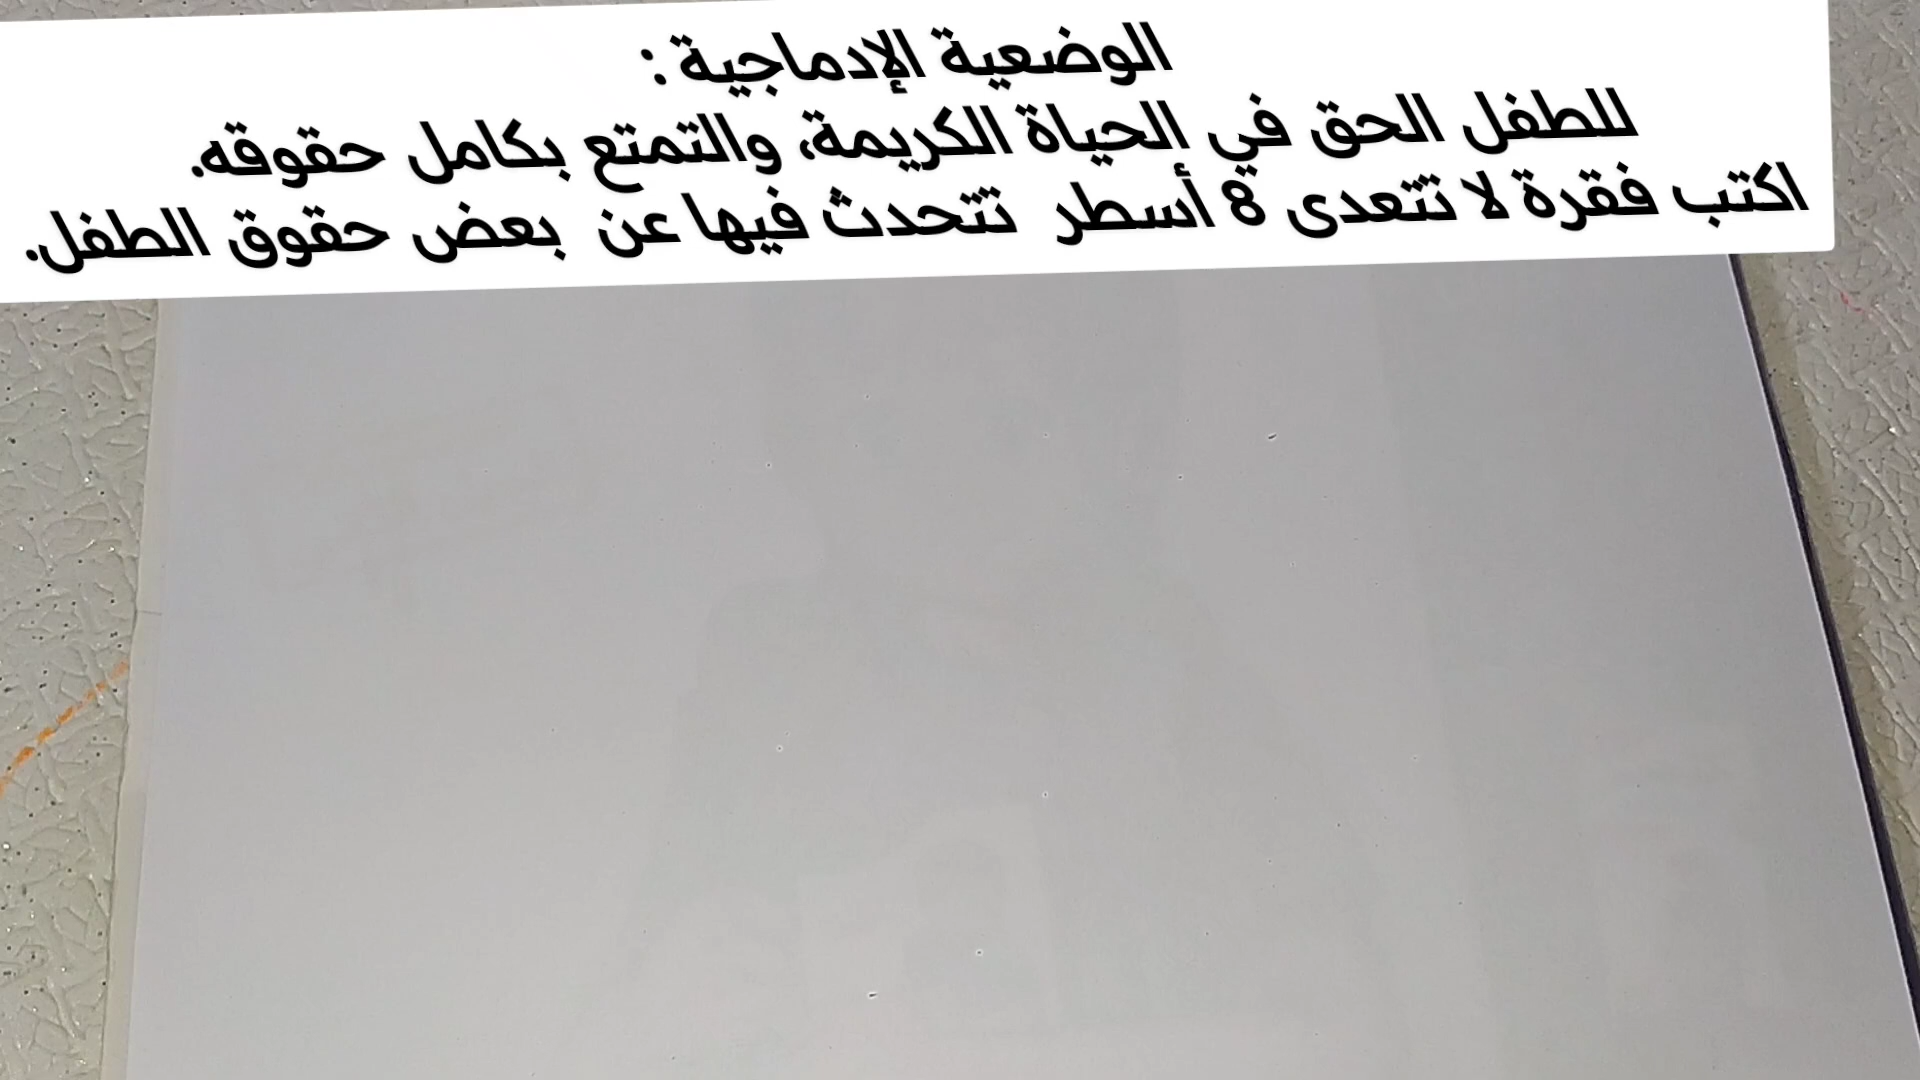 الوضعية الإدماجية :
للطفل الحق في الحياة الكريمة، والتمتع بكامل حقوقه.
اكتب فقرة لا تتعدى 8 أسطر تتحدث فيها عن بعض حقوق الطفل.